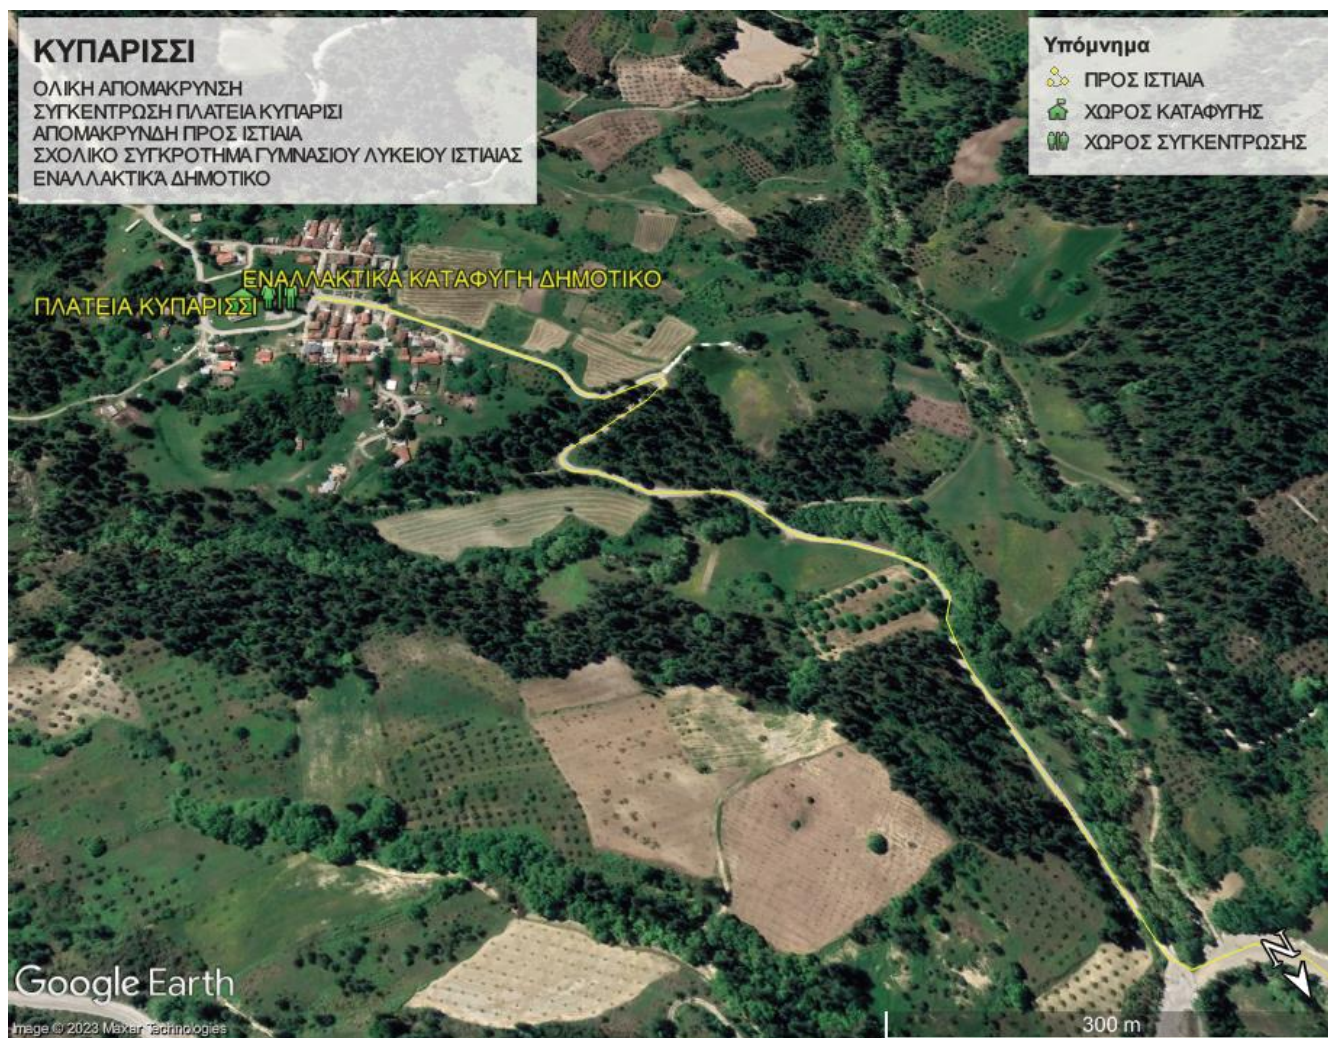 ΚΥΠΑΡΙΣΣΙ
ΟΛΙΚΗ ΑΠΟΜΑΚΡΥΝΣΗ
ΣΥΓΚΕΝΤΡΩΣΗ ΠΛΑΤΕΙΑ ΚΥΠΑΡΙΣΙ
ΑΠΟΜΑΚΡΥΝΔΗ ΠΡΟΣ ΙΣΤΙΑΙΑ
ΣΧΟΛΙΚΟ ΣΥΓΚΡΟΤΗΜΑ ΓΥΜΝΑΣΙΟΥ ΛΥΚΕΙΟΥ ΙΣΤΙΑΙΑΣ
ΕΝΑΛΛΑΚΤΙΚΆ ΔΗΜΟΤΙΚΟ
Υπόμνημα
ΠΡΟΣ ΙΣΤΙΑΙΑ
ΧΩΡΟΣ ΚΑΤΑΦΥΓΗΣ
ΧΩΡΟΣ ΣΥΓΚΕΝΤΡΩΣΗΣ
ΕΝΑΛΛΑΚΤΙΚΑ ΚΑΤΑΦΥΓΗ ΔΗΜΟΤΙΚΟ
ΠΛΑΤΕΙΑ ΚΥΠΑΡΙΣΣΙ
N
Google Earth
Image © 2023 Maxar Technologies
300 m